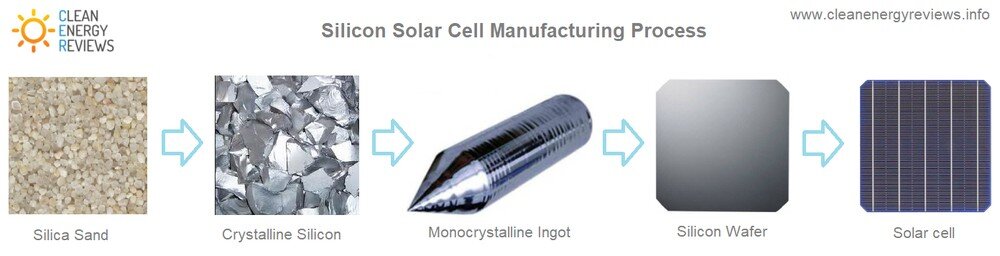 CLEAN
ENERGY
REVIEWS
Silicon Solar Cell Manufacturing Process
www.cleanenergyreviews.info
Silica Sand
Crystalline Silicon
Monocrystalline Ingot
Silicon Wafer
Solar cell